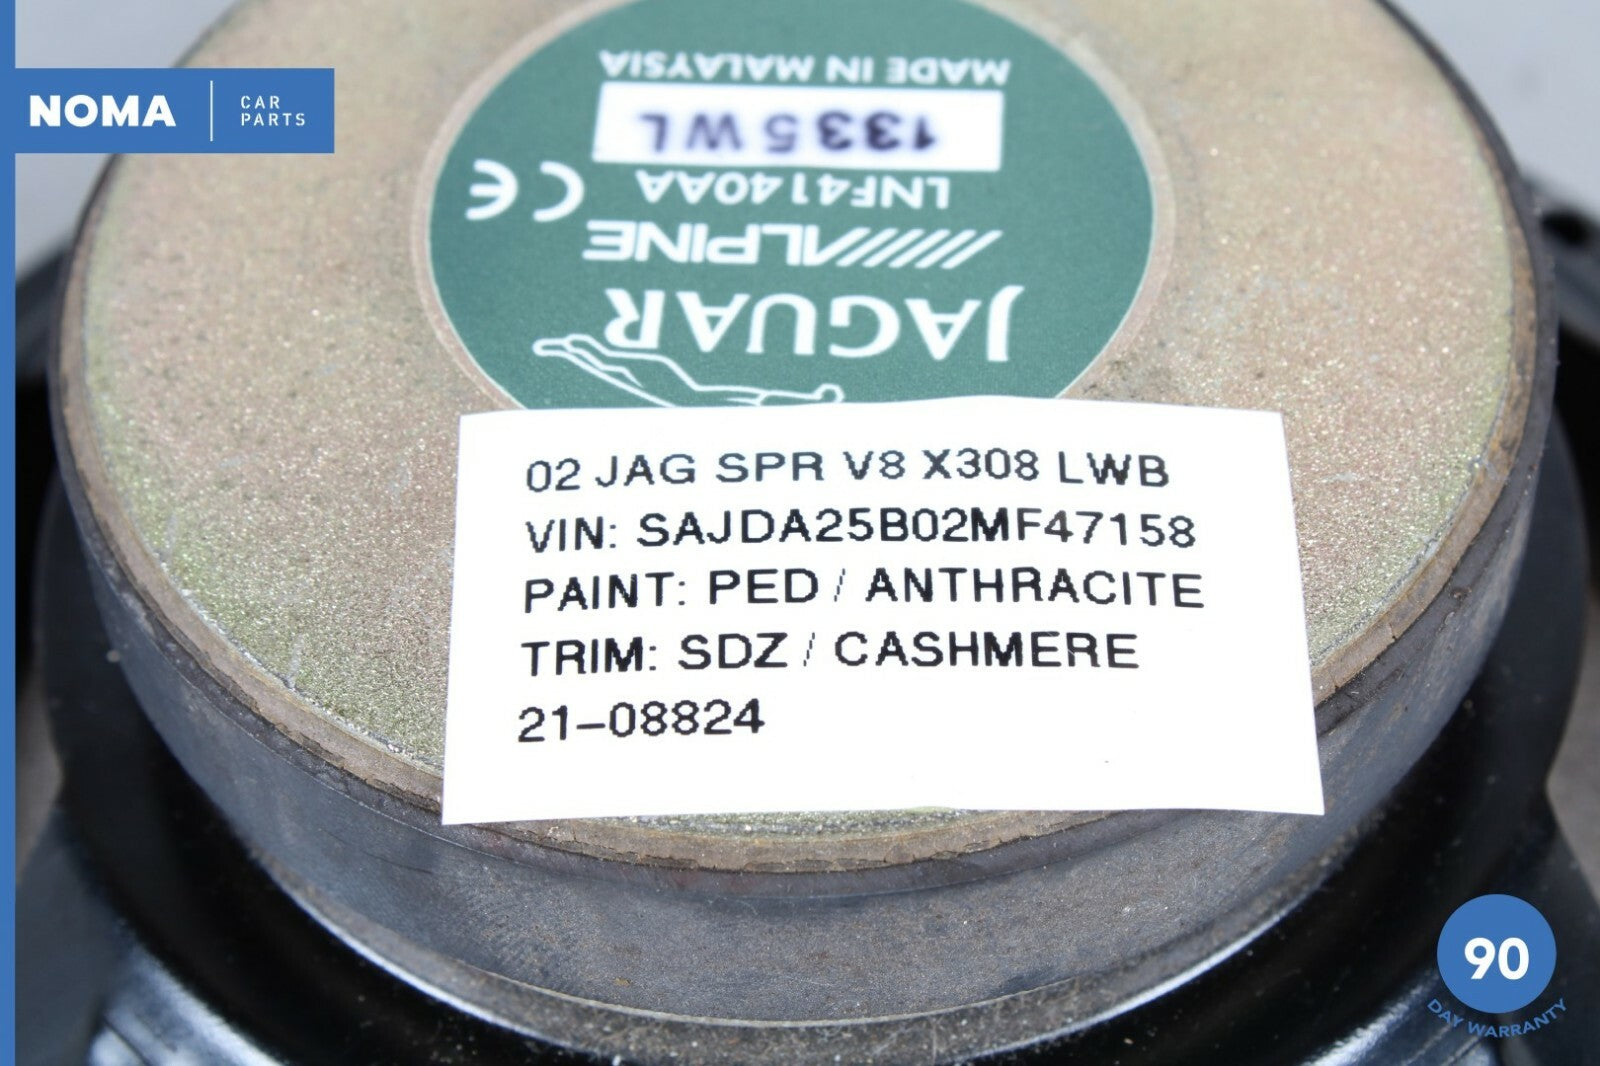 NOMA
CAR
PARTS
JAGUAR
ALPINE
LNF4140AA
CE
1335WL
MADE IN MALAYSIA
02 JAG SPR V8 X308 LWB
VIN: SAJDA25B02MF47158
PAINT: PED / ANTHRACITE
TRIM: SDZ / CASHMERE
21-08824
90
DAY WARRANTY